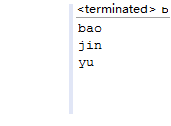 <terminated> b
bao
jin
yu